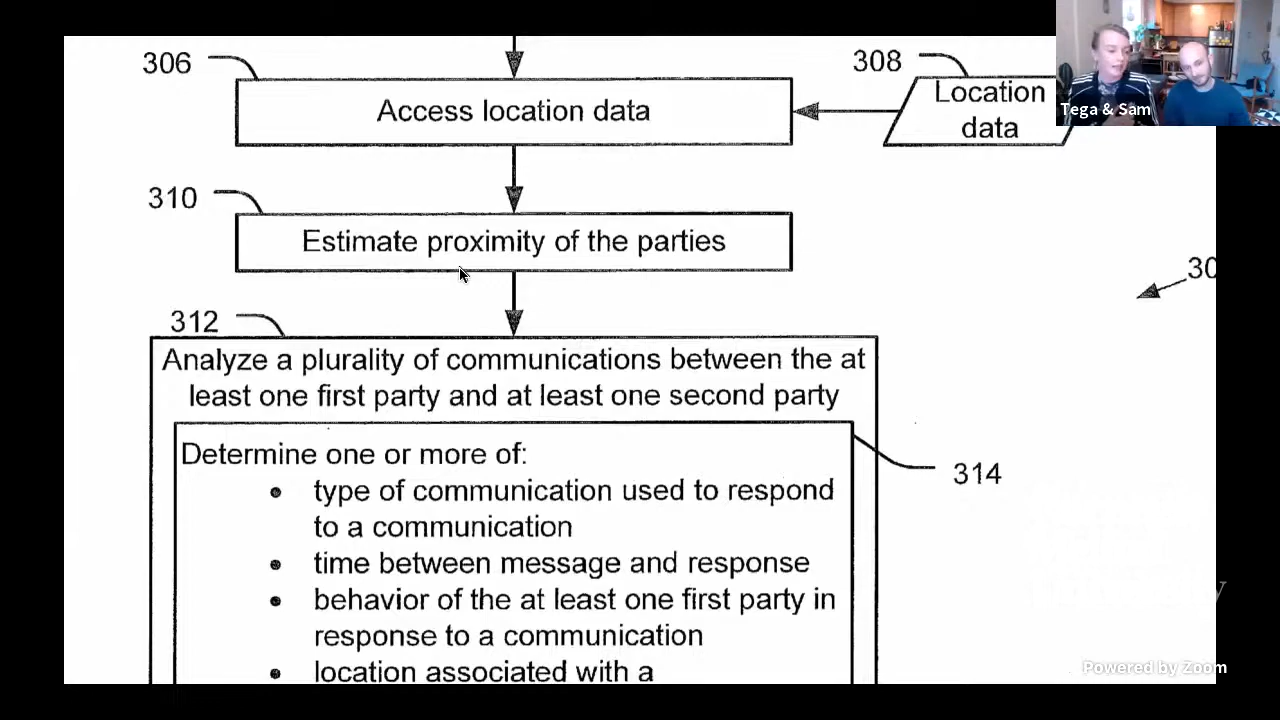 306
308
Access location data
Location
data
Tega & Sam
310
Estimate proximity of the parties
30
312
Analyze a plurality of communications between the at
least one first party and at least one second party
Determine one or more of:
314
• type of communication used to respond
to a communication
• time between message and response
• behavior of the at least one first party in
response to a communication
• location associated with a
Powered by Zoom